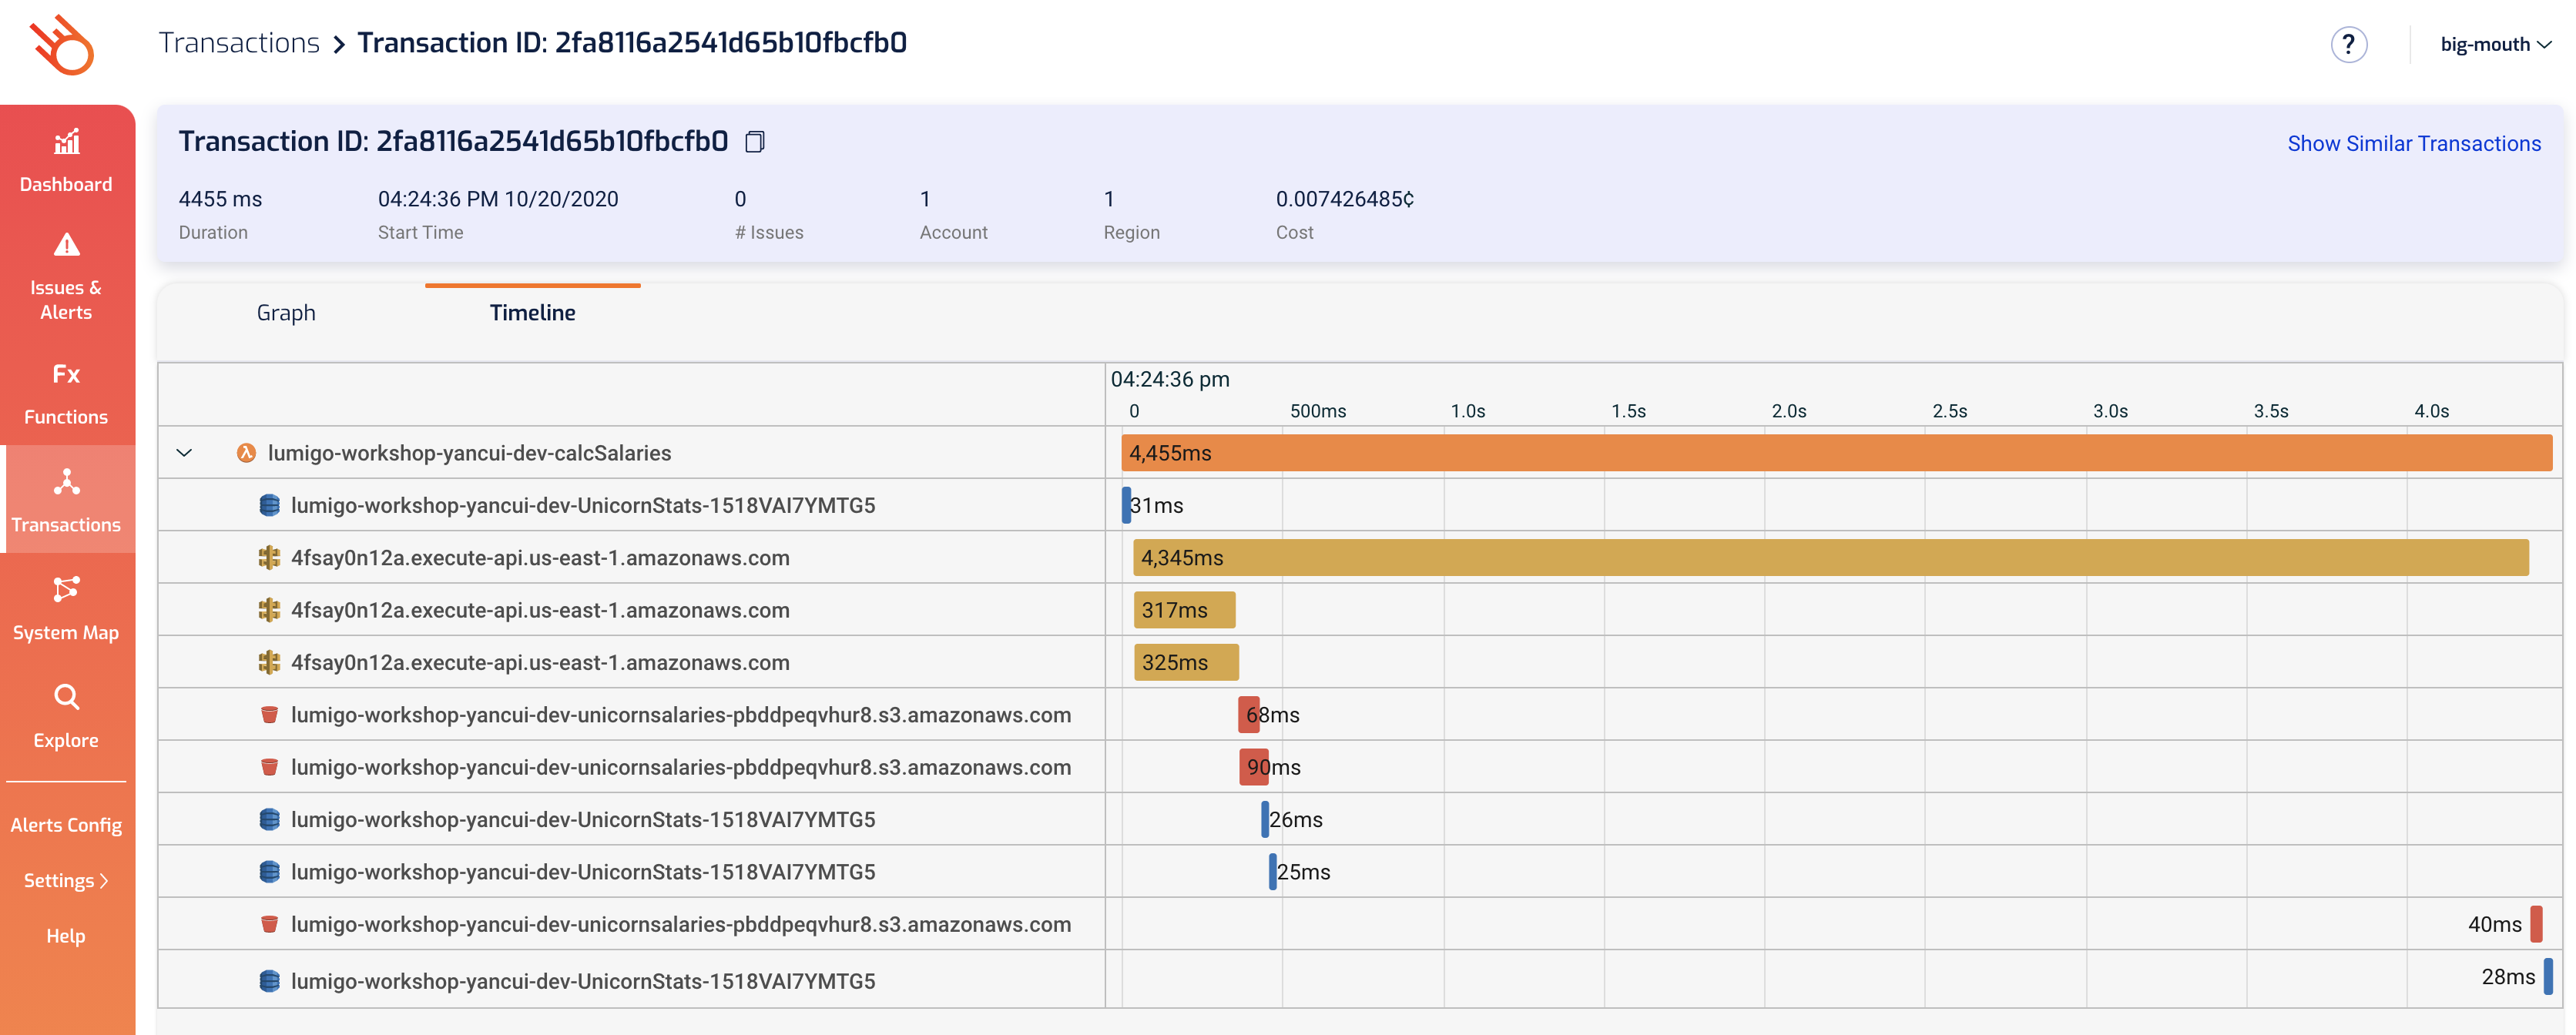 Transactions > Transaction ID: 2fa8116a2541d65b10fbcfb0
?
big-mouth
Dashboard
Issues &
Alerts
Fx
Functions
Transactions
System Map
Explore
Alerts Config
Settings >
Help
Transaction ID: 2fa8116a2541d65b10fbcfb0
Show Similar Transactions
4455 ms 04:24:36 PM 10/20/2020 0 1 1 0.007426485¢
Duration Start Time # Issues Account Region Cost
Graph Timeline
04:24:36 pm
0 500ms 1.0s 1.5s 2.0s 2.5s 3.0s 3.5s 4.0s
λ lumigo-workshop-yancui-dev-calcSalaries 4,455ms
lumigo-workshop-yancui-dev-UnicornStats-1518VAI7YMTG5 31ms
4fsay0n12a.execute-api.us-east-1.amazonaws.com 4,345ms
4fsay0n12a.execute-api.us-east-1.amazonaws.com 317ms
4fsay0n12a.execute-api.us-east-1.amazonaws.com 325ms
lumigo-workshop-yancui-dev-unicornsalaries-pbddpeqvhur8.s3.amazonaws.com 68ms
lumigo-workshop-yancui-dev-unicornsalaries-pbddpeqvhur8.s3.amazonaws.com 90ms
lumigo-workshop-yancui-dev-UnicornStats-1518VAI7YMTG5 26ms
lumigo-workshop-yancui-dev-UnicornStats-1518VAI7YMTG5 25ms
lumigo-workshop-yancui-dev-unicornsalaries-pbddpeqvhur8.s3.amazonaws.com 40ms
lumigo-workshop-yancui-dev-UnicornStats-1518VAI7YMTG5 28ms